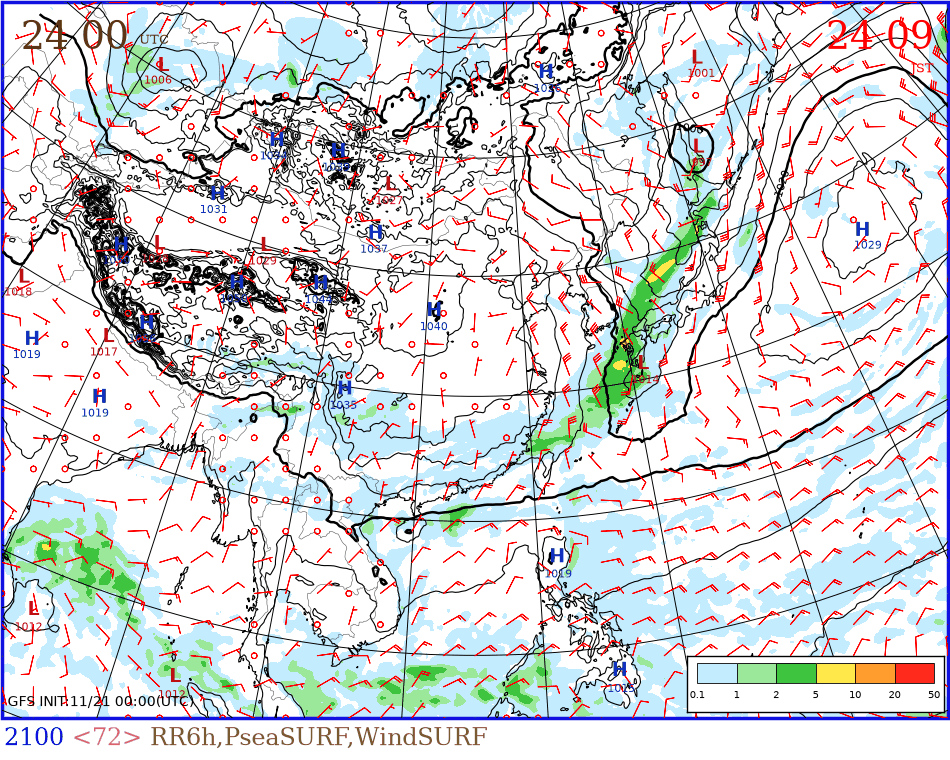 24 00 UTC
24 09 JST
L 1006
L 1001
H
H
H
L
L 1027
H 1031
H 1037
H 1029
H
L
L 1029
H
H 1044
L 1018
H 1040
H 1019
L 1017
H
L 1014
H 1035
H 1019
H 1019
L 1012
H
L 1012
GFS INIT:11/21 00:00(UTC)
0.1 1 2 5 10 20 50
2100 <72> RR6h,PseaSURF,WindSURF